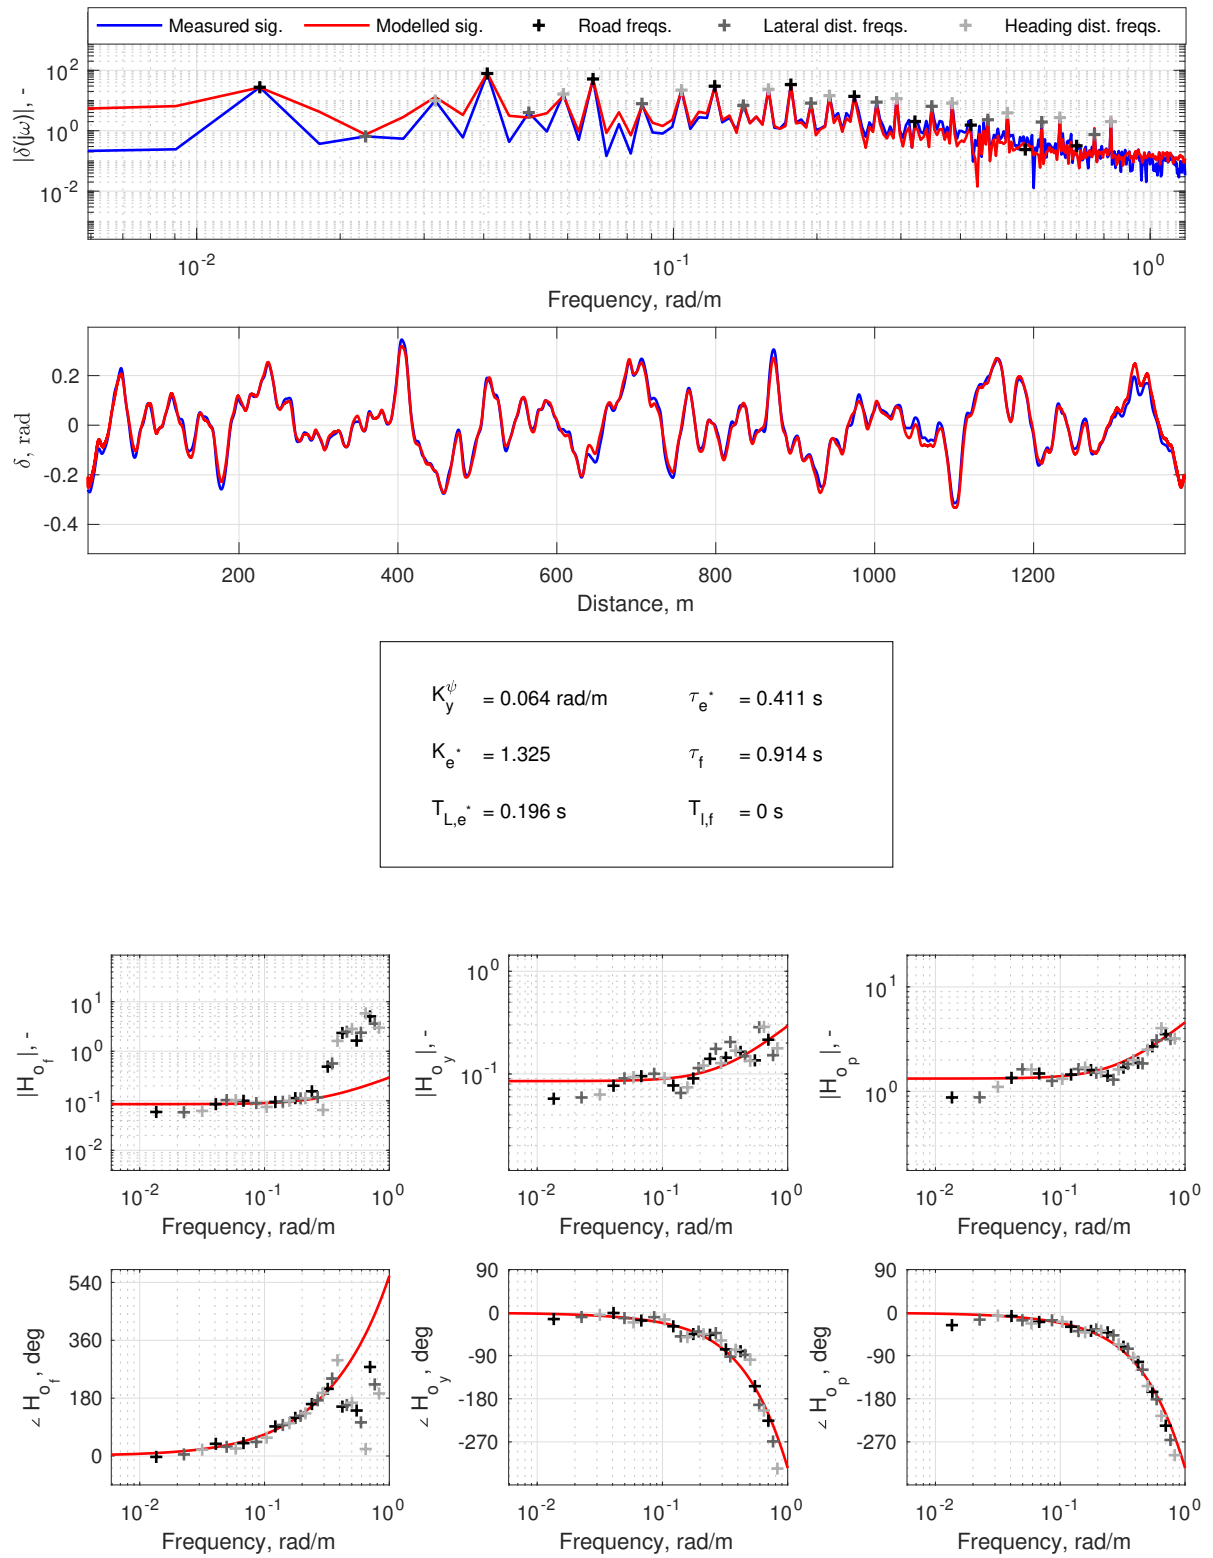 Measured sig. Modelled sig. Road freqs. Lateral dist. freqs. Heading dist. freqs.
|δ(jω)|, -
10^2
10^0
10^-2
10^-2 10^-1 10^0
Frequency, rad/m
δ, rad
0.2
0
-0.2
-0.4
200 400 600 800 1000 1200
Distance, m
K_y^ψ = 0.064 rad/m τ_e* = 0.411 s
K_e* = 1.325 τ_f = 0.914 s
T_L,e* = 0.196 s T_l,f = 0 s
|H_o_f|, -
10^1
10^0
10^-1
10^-2
10^-2 10^-1 10^0
Frequency, rad/m
|H_o_y|, -
10^0
10^-1
10^-2 10^-1 10^0
Frequency, rad/m
|H_o_p|, -
10^1
10^0
10^-2 10^-1 10^0
Frequency, rad/m
∠ H_o_f, deg
540
360
180
0
10^-2 10^-1 10^0
Frequency, rad/m
∠ H_o_y, deg
90
0
-90
-180
-270
10^-2 10^-1 10^0
Frequency, rad/m
∠ H_o_p, deg
90
0
-90
-180
-270
10^-2 10^-1 10^0
Frequency, rad/m